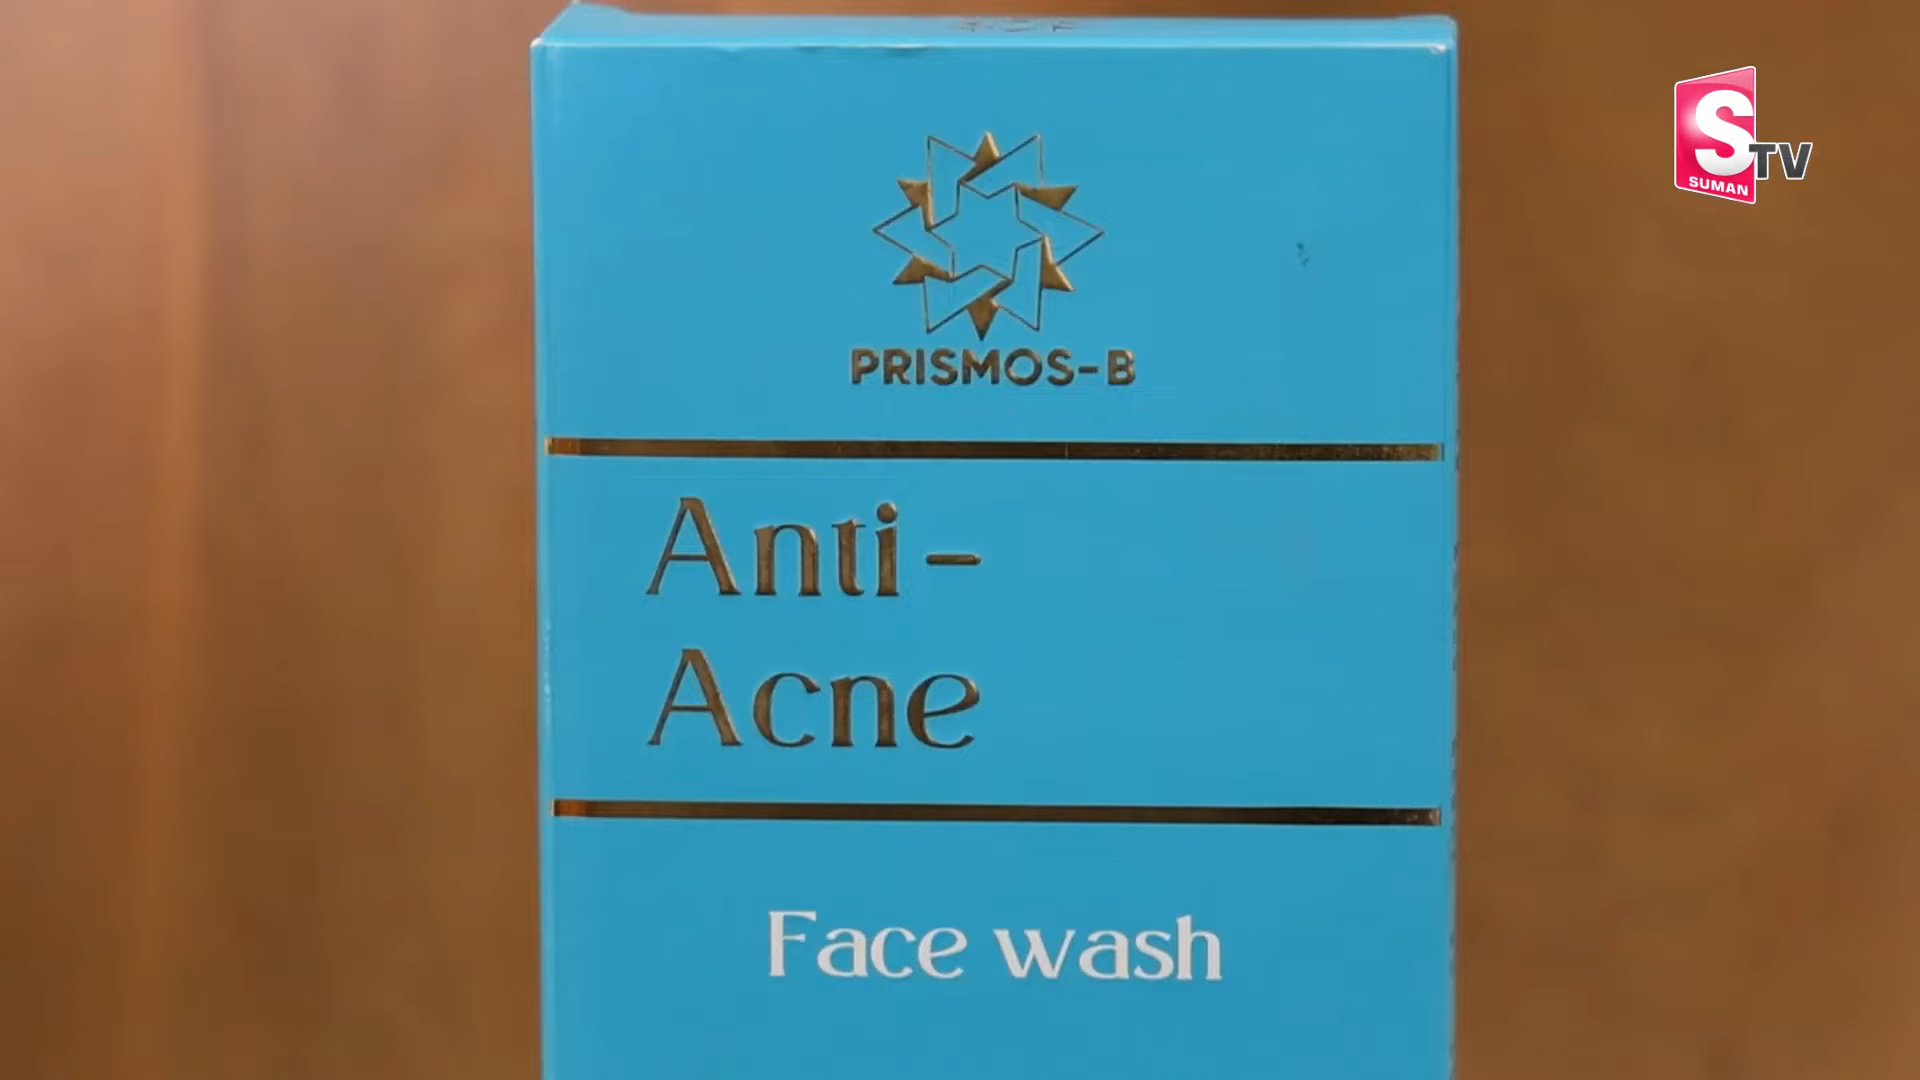 PRISMOS-B
Anti-
Acne
Face wash
S
TV
SUMAN